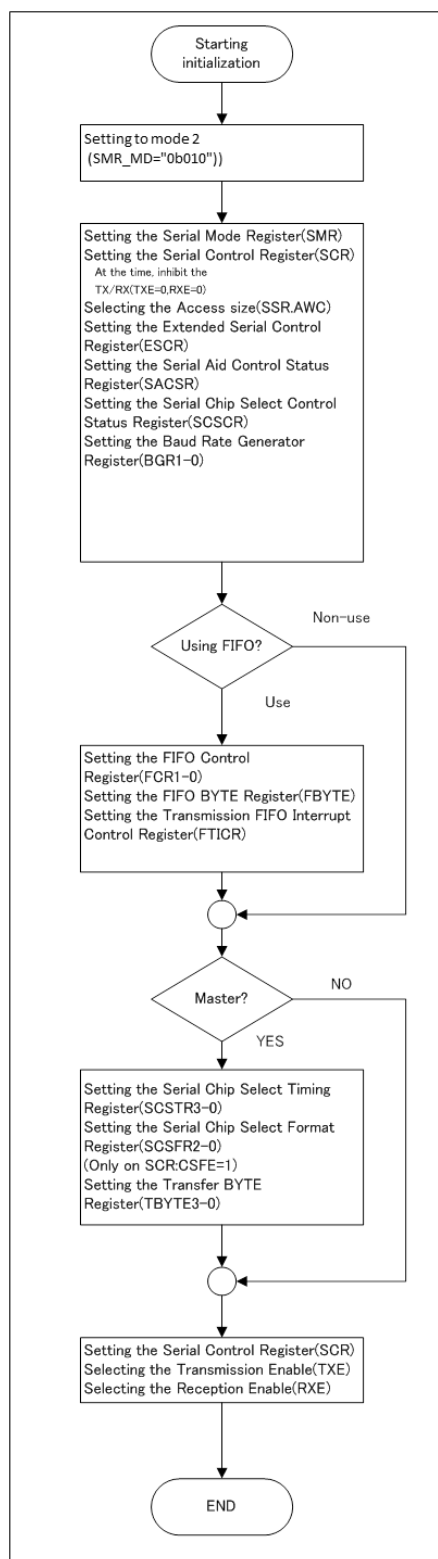 Starting
initialization
Setting to mode 2
(SMR_MD="0b010"))
Setting the Serial Mode Register(SMR)
Setting the Serial Control Register(SCR)
At the time, inhibit the
TX/RX(TXE=0,RXE=0)
Selecting the Access size(SSR.AWC)
Setting the Extended Serial Control
Register(ESCR)
Setting the Serial Aid Control Status
Register(SACSR)
Setting the Serial Chip Select Control
Status Register(SCSCR)
Setting the Baud Rate Generator
Register(BGR1-0)
Using FIFO?
Non-use
Use
Setting the FIFO Control
Register(FCR1-0)
Setting the FIFO BYTE Register(FBYTE)
Setting the Transmission FIFO Interrupt
Control Register(FTICR)
Master?
NO
YES
Setting the Serial Chip Select Timing
Register(SCSTR3-0)
Setting the Serial Chip Select Format
Register(SCSFR2-0)
(Only on SCR:CSFE=1)
Setting the Transfer BYTE
Register(TBYTE3-0)
Setting the Serial Control Register(SCR)
Selecting the Transmission Enable(TXE)
Selecting the Reception Enable(RXE)
END